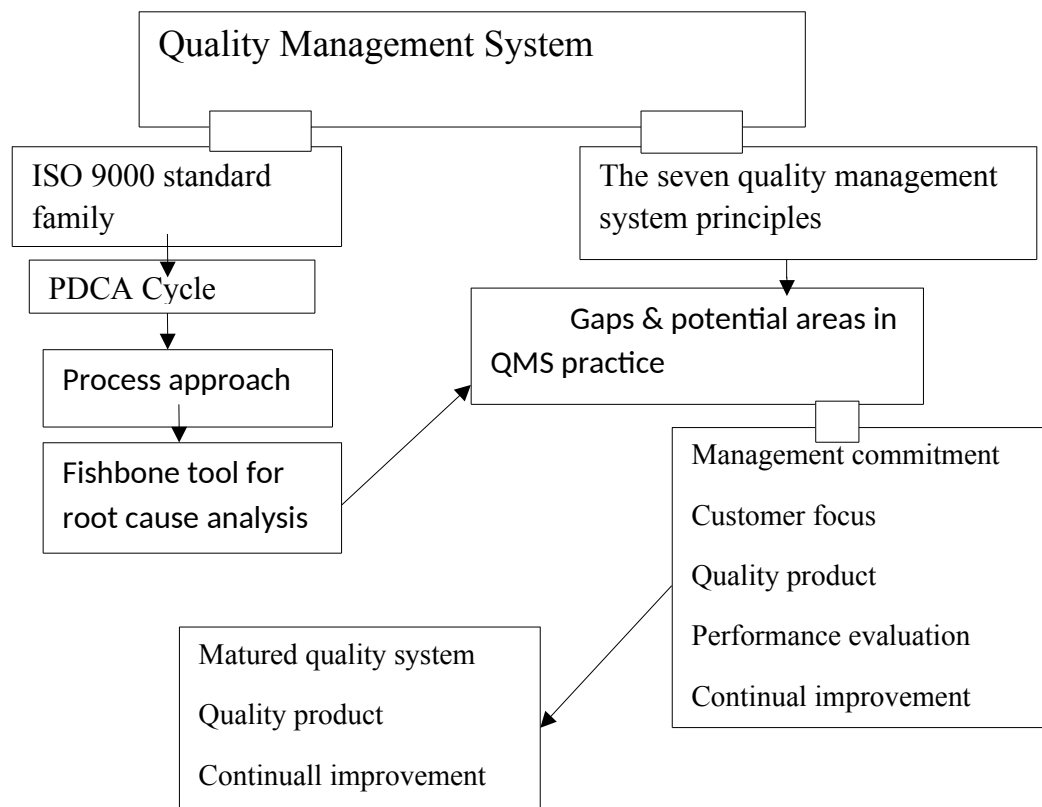 Quality Management System
ISO 9000 standard
family
The seven quality management
system principles
PDCA Cycle
Gaps & potential areas in
QMS practice
Process approach
Fishbone tool for
root cause analysis
Management commitment
Customer focus
Quality product
Performance evaluation
Continual improvement
Matured quality system
Quality product
Continuall improvement